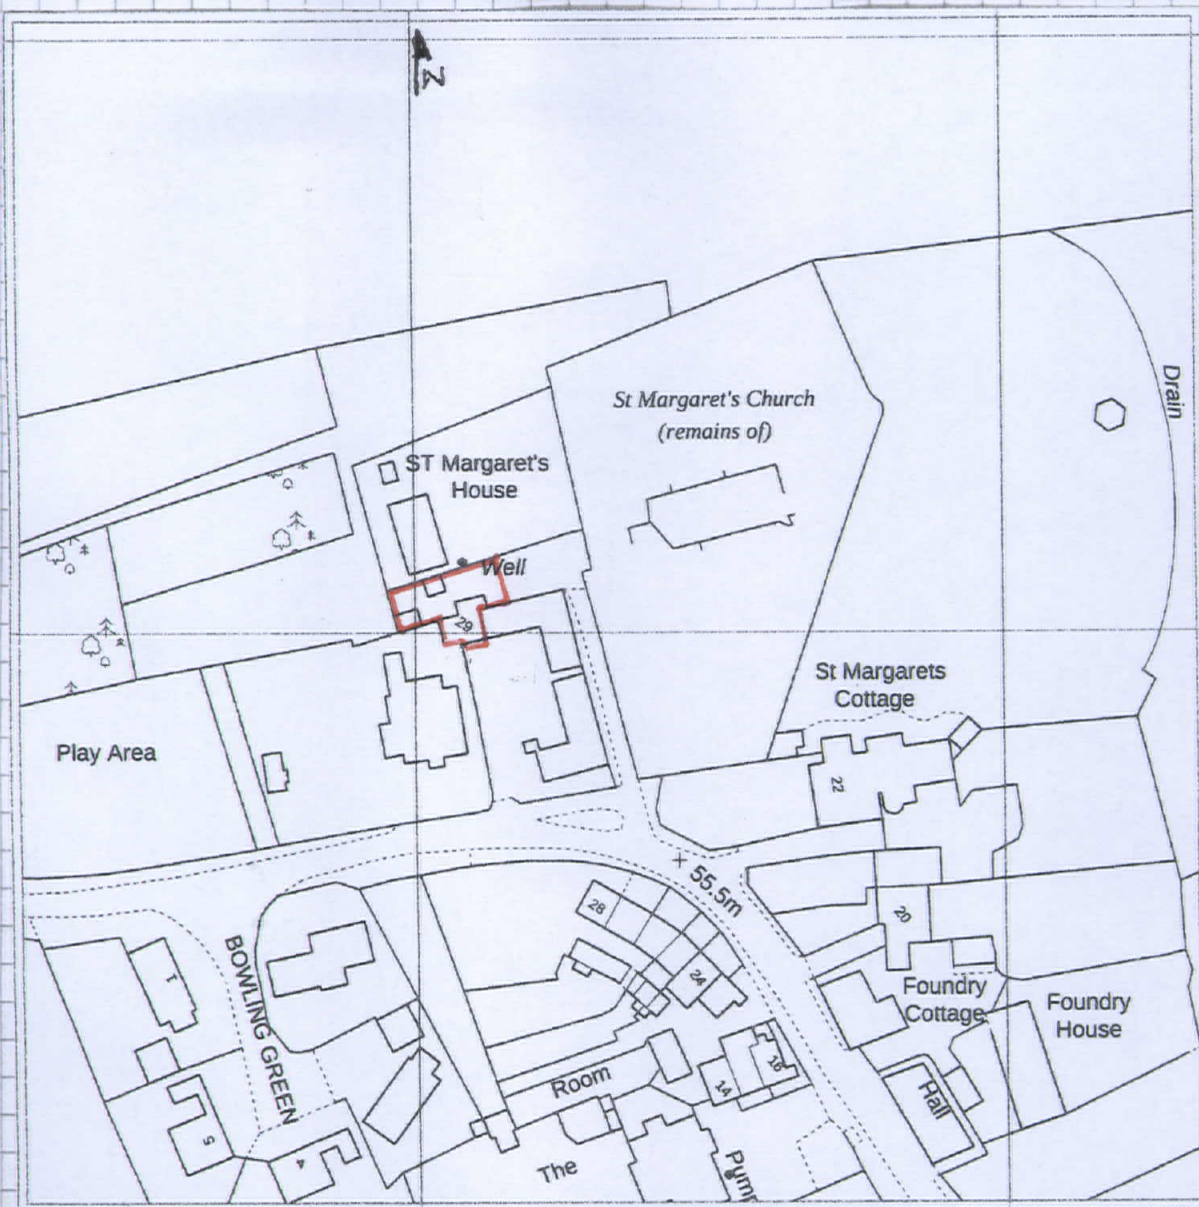 N
Drain
St Margaret's Church
(remains of)
ST Margaret's
House
Well
29
St Margarets
Cottage
Play Area
22
55.5m
28
20
BOWLING GREEN
1
24
Foundry
Cottage
Foundry
House
Room
16
14
Hall
5
4
The
Pump